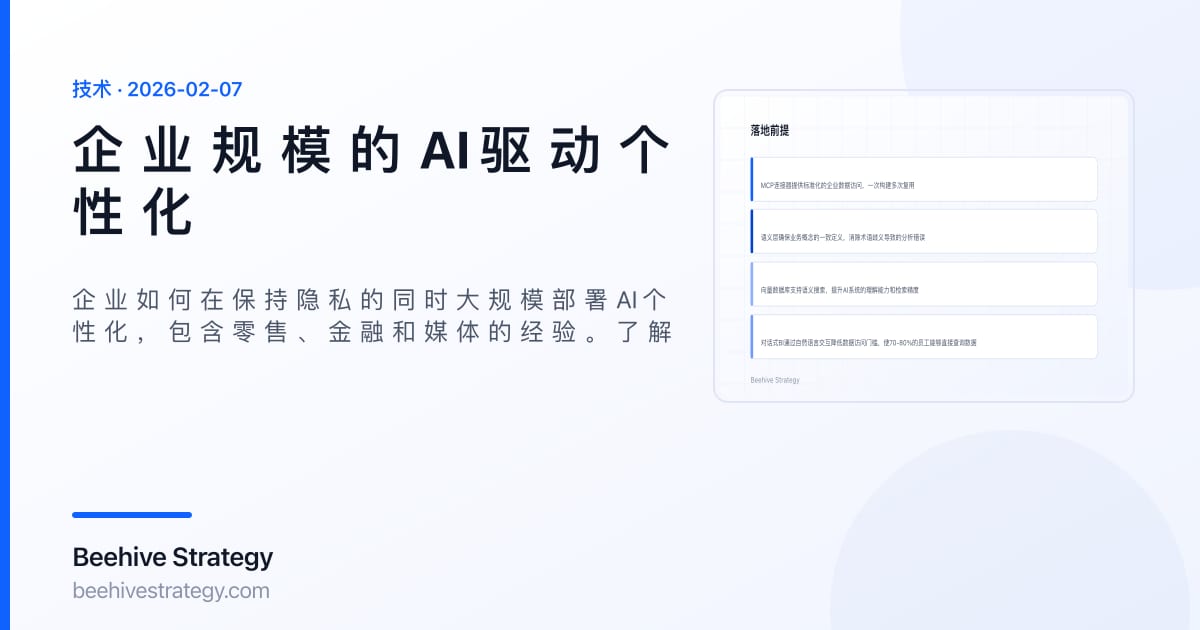 技术 · 2026-02-07
企业规模的AI驱动个
性化
企业如何在保持隐私的同时大规模部署AI个
性化，包含零售、金融和媒体的经验。了解
落地前提
MCP连接器提供标准化的企业数据访问，一次构建多次复用
语义层确保业务概念的一致定义，消除术语歧义导致的分析错误
向量数据库支持语义搜索，提升AI系统的理解能力和检索精度
对话式BI通过自然语言交互降低数据访问门槛，使70-80%的员工能够直接查询数据
Beehive Strategy
Beehive Strategy
beehivestrategy.com